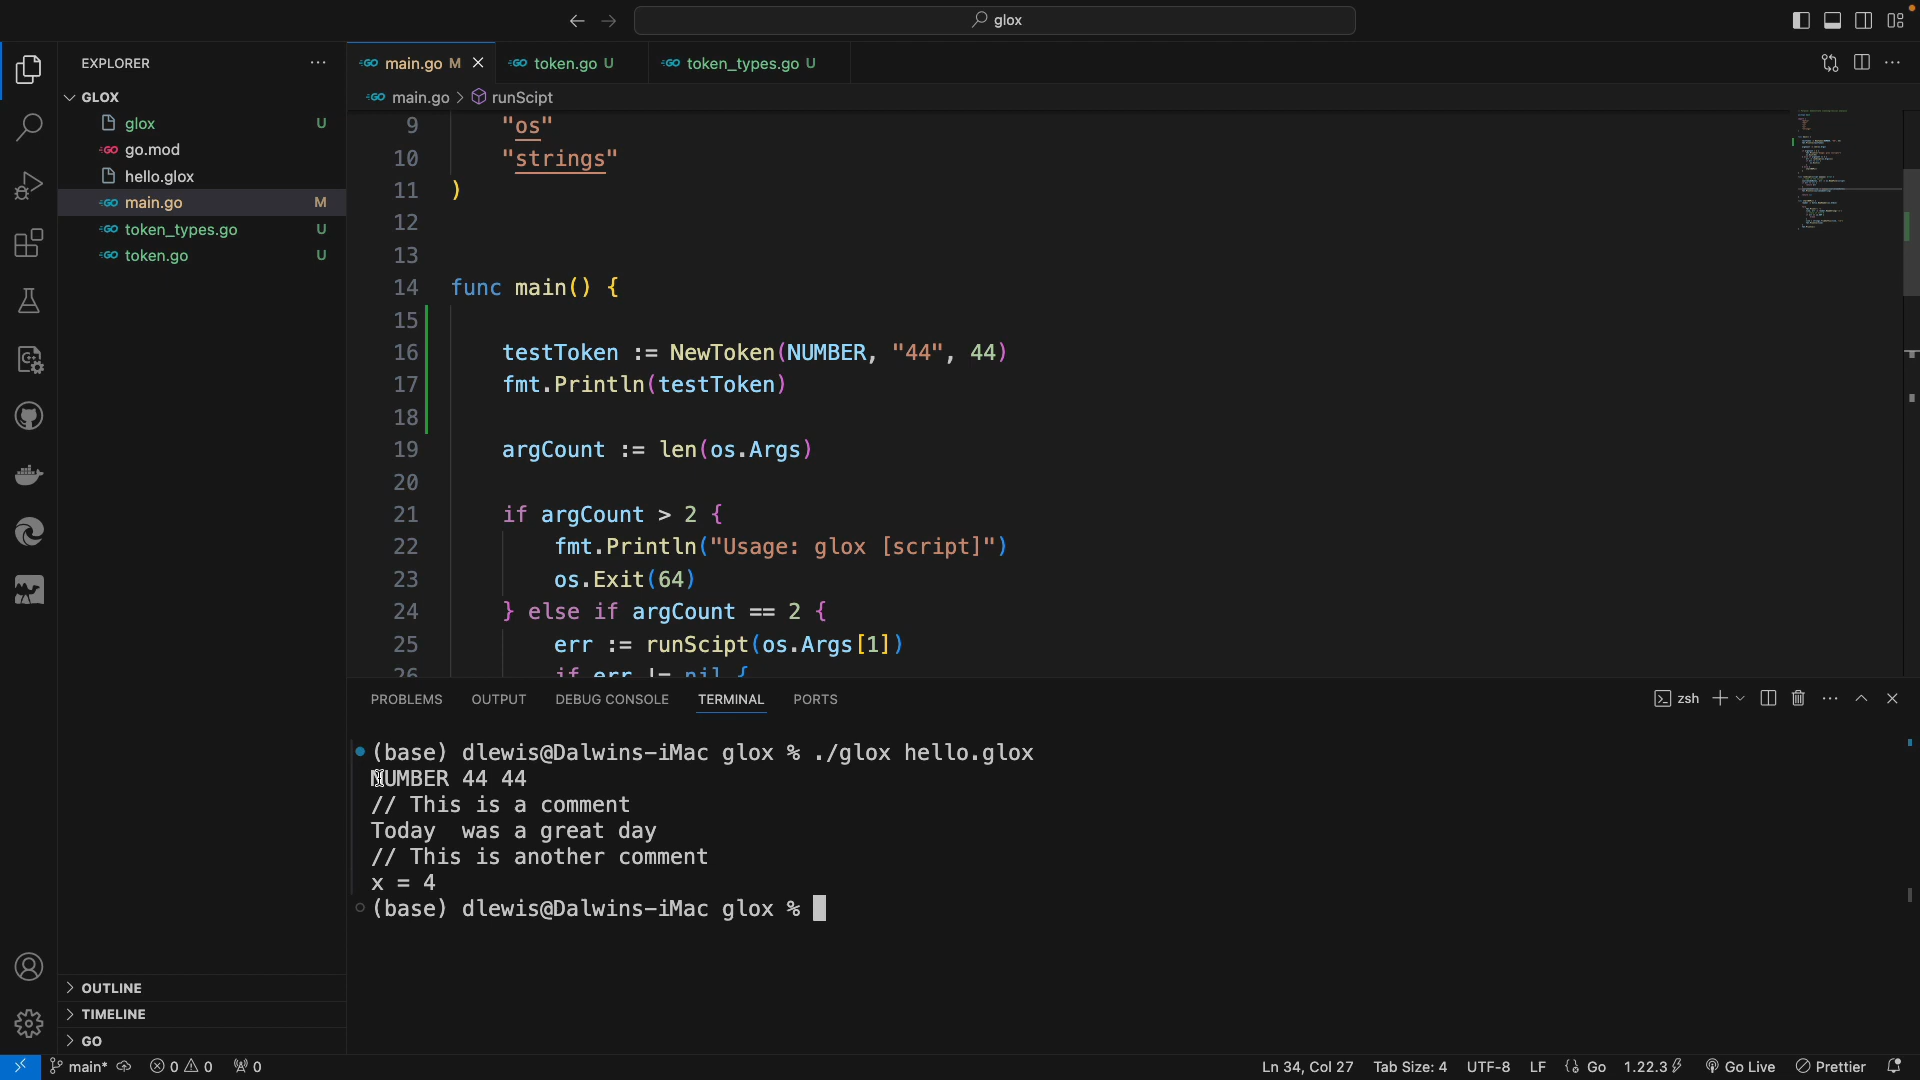 glox
EXPLORER
GLOX
glox U
go.mod
hello.glox
main.go M
token_types.go U
token.go U
OUTLINE
TIMELINE
GO
main.go M
token.go U
token_types.go U
main.go > runScipt
9 "os"
10 "strings"
11 )
12
13
14 func main() {
15
16 testToken := NewToken(NUMBER, "44", 44)
17 fmt.Println(testToken)
18
19 argCount := len(os.Args)
20
21 if argCount > 2 {
22 fmt.Println("Usage: glox [script]")
23 os.Exit(64)
24 } else if argCount == 2 {
25 err := runScipt(os.Args[1])
26 if err != nil {
PROBLEMS OUTPUT DEBUG CONSOLE TERMINAL PORTS
zsh
(base) dlewis@Dalwins-iMac glox % ./glox hello.glox
NUMBER 44 44
// This is a comment
Today  was a great day
// This is another comment
x = 4
(base) dlewis@Dalwins-iMac glox %
main* 0 0 0 Ln 34, Col 27 Tab Size: 4 UTF-8 LF {} Go 1.22.3 Go Live Prettier